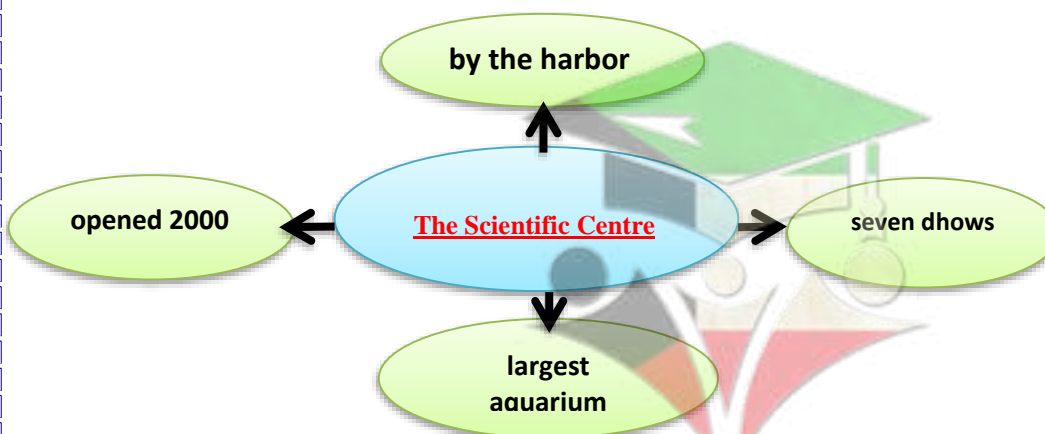 by the harbor
opened 2000
The Scientific Centre
seven dhows
largest
aquarium